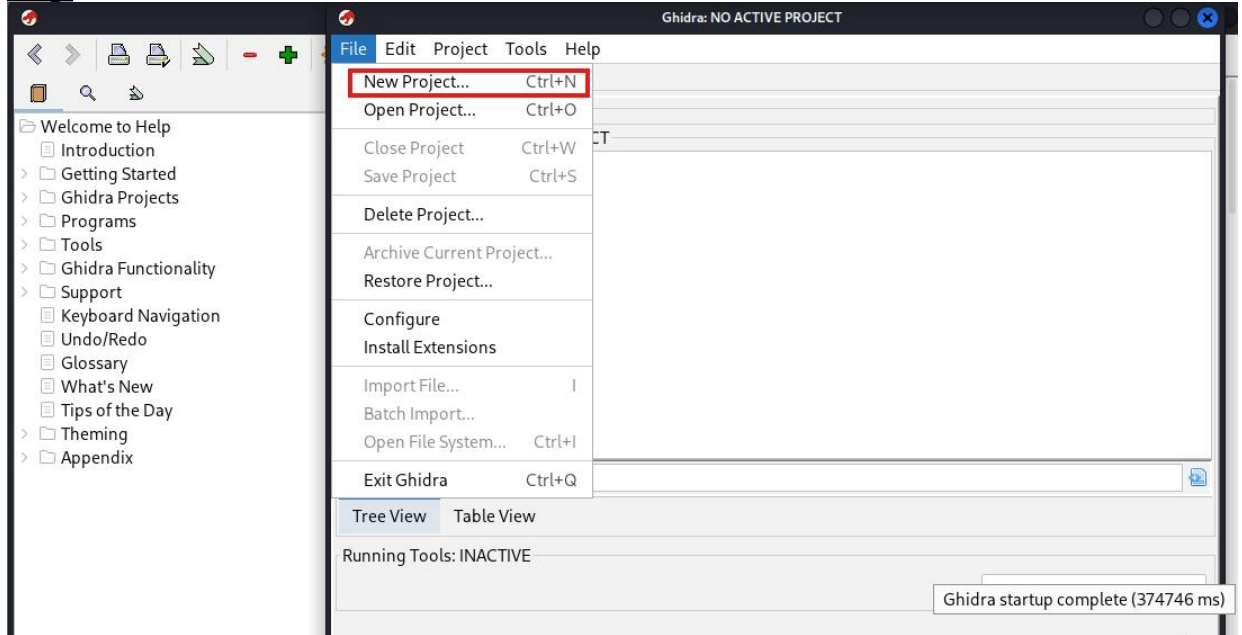 Ghidra: NO ACTIVE PROJECT
File Edit Project Tools Help
New Project... Ctrl+N
Open Project... Ctrl+O
Close Project Ctrl+W
Save Project Ctrl+S
Delete Project...
Archive Current Project...
Restore Project...
Configure
Install Extensions
Import File... I
Batch Import...
Open File System... Ctrl+I
Exit Ghidra Ctrl+Q
Tree View Table View
Running Tools: INACTIVE
Ghidra startup complete (374746 ms)
Welcome to Help
Introduction
Getting Started
Ghidra Projects
Programs
Tools
Ghidra Functionality
Support
Keyboard Navigation
Undo/Redo
Glossary
What's New
Tips of the Day
Theming
Appendix